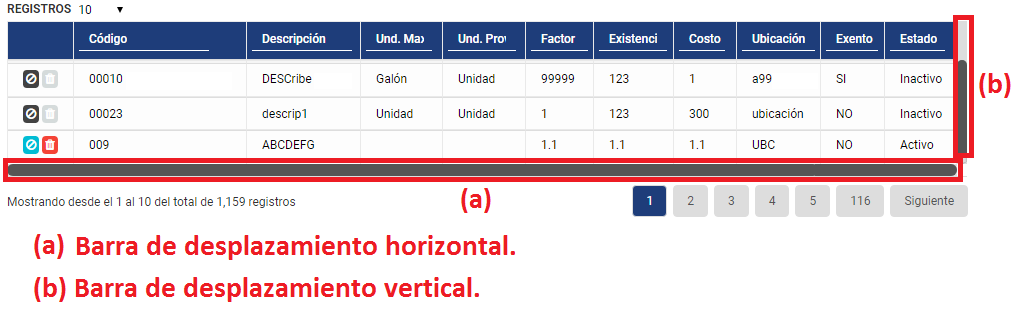 REGISTROS 10
Código Descripción Und. Max Und. Prov Factor Existenci Costo Ubicación Exento Estado
00010 DESCribe Galón Unidad 99999 123 1 a99 SI Inactivo
(b)
00023 descrip1 Unidad Unidad 1 123 300 ubicación NO Inactivo
009 ABCDEFG 1.1 1.1 1.1 UBC NO Activo
Mostrando desde el 1 al 10 del total de 1,159 registros (a) 1 2 3 4 5 116 Siguiente
(a) Barra de desplazamiento horizontal.
(b) Barra de desplazamiento vertical.